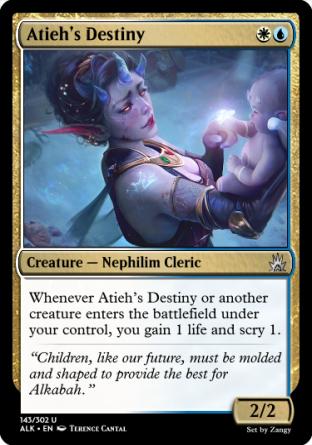 Atieh's Destiny
Creature — Nephilim Cleric
Whenever Atieh's Destiny or another
creature enters the battlefield under
your control, you gain 1 life and scry 1.
“Children, like our future, must be molded
and shaped to provide the best for
Alkabah.”
2/2
143/302 U
ALK • EN Terence Cantal
Set by Zangy